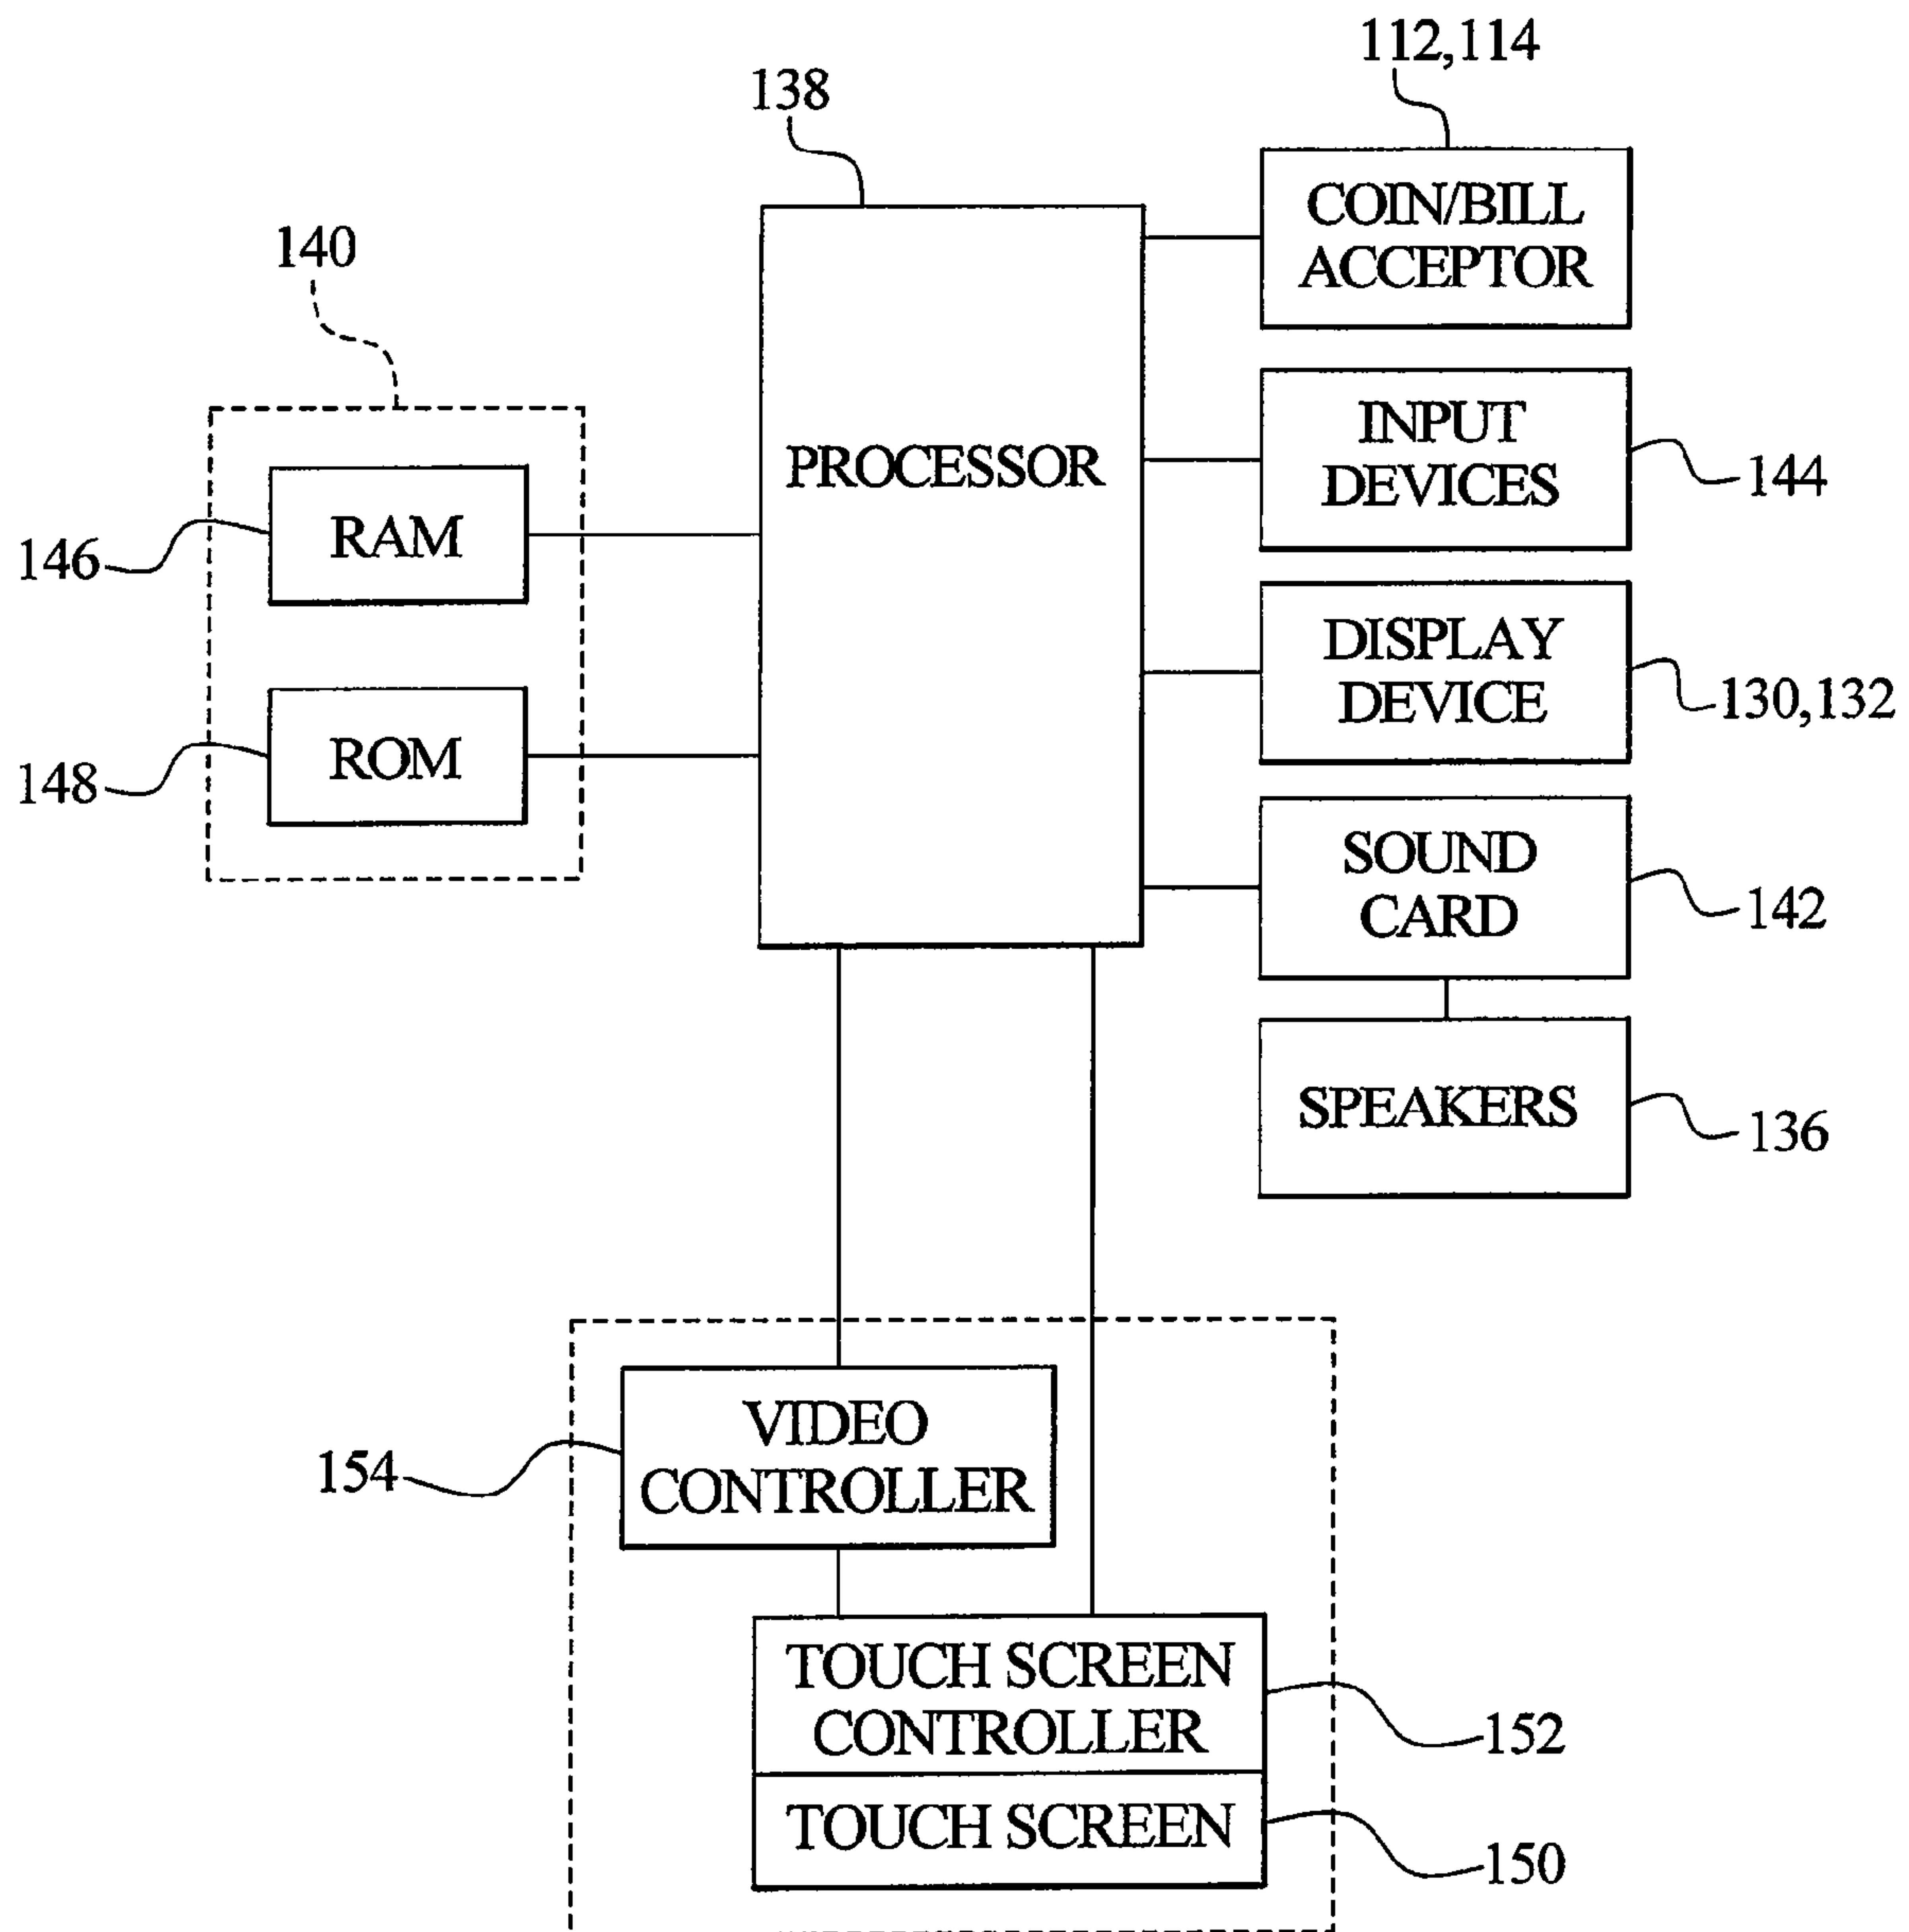 112,114
138
COIN/BILL
ACCEPTOR
140
INPUT
DEVICES
PROCESSOR
144
RAM
146
DISPLAY
DEVICE
130,132
ROM
148
SOUND
CARD
142
SPEAKERS
136
VIDEO
CONTROLLER
154
TOUCH SCREEN
CONTROLLER
152
TOUCH SCREEN
150